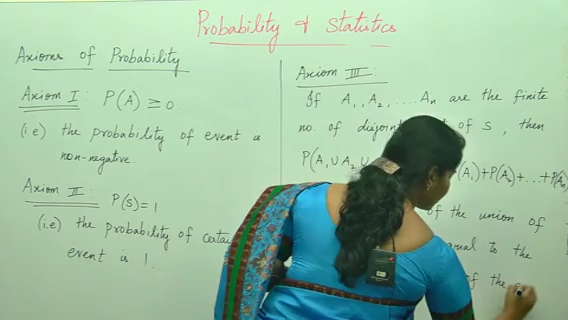 Probability & Statistics
Axioms of Probability
Axiom I: P(A) ≥ 0
(i.e) the probability of event is
non-negative.
Axiom II: P(S) = 1
(i.e) the probability of
event is 1.
Axiom III:
If A₁, A₂, ... Aₙ are the finite
no. of of S, then
P(A₁ ∪ A₂ ∪ (A₁) + P(A₂) + ... + P(Aₙ)
of the union of
to the
of the